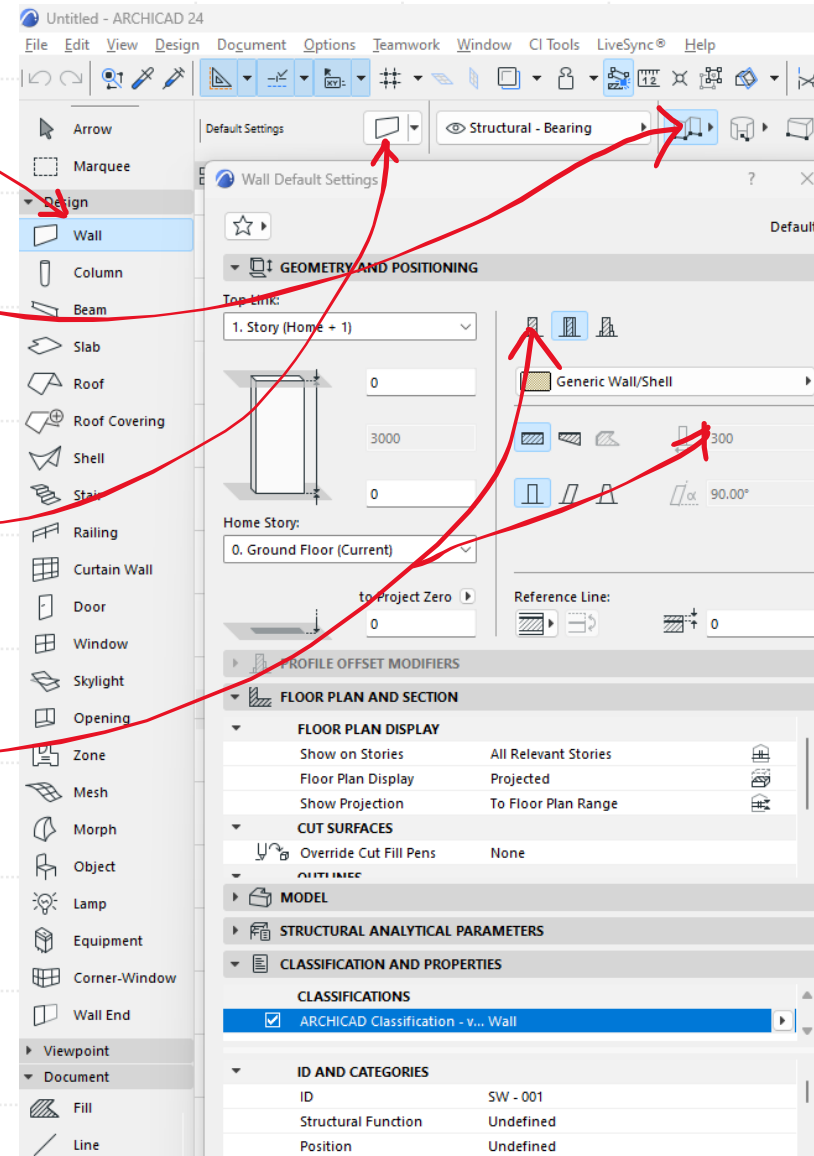 Untitled - ARCHICAD 24
File Edit View Design Document Options Teamwork Window CI Tools LiveSync® Help
Arrow
Default Settings
Structural - Bearing
Marquee
Design
Wall Default Settings
?
Wall
Default
Column
GEOMETRY AND POSITIONING
Beam
Top Link:
1. Story (Home + 1)
Slab
Roof
0
Generic Wall/Shell
Roof Covering
3000
300
Shell
Stair
0
α 90.00°
Railing
Home Story:
0. Ground Floor (Current)
Curtain Wall
Door
to Project Zero
Reference Line:
0
0
Window
PROFILE OFFSET MODIFIERS
Skylight
FLOOR PLAN AND SECTION
Opening
FLOOR PLAN DISPLAY
Zone
Show on Stories All Relevant Stories
Floor Plan Display Projected
Mesh
Show Projection To Floor Plan Range
Morph
CUT SURFACES
Override Cut Fill Pens None
Object
OUTLINES
MODEL
Lamp
STRUCTURAL ANALYTICAL PARAMETERS
Equipment
CLASSIFICATION AND PROPERTIES
Corner-Window
CLASSIFICATIONS
Wall End
ARCHICAD Classification - v... Wall
Viewpoint
Document
ID AND CATEGORIES
ID SW - 001
Fill
Structural Function Undefined
Line
Position Undefined